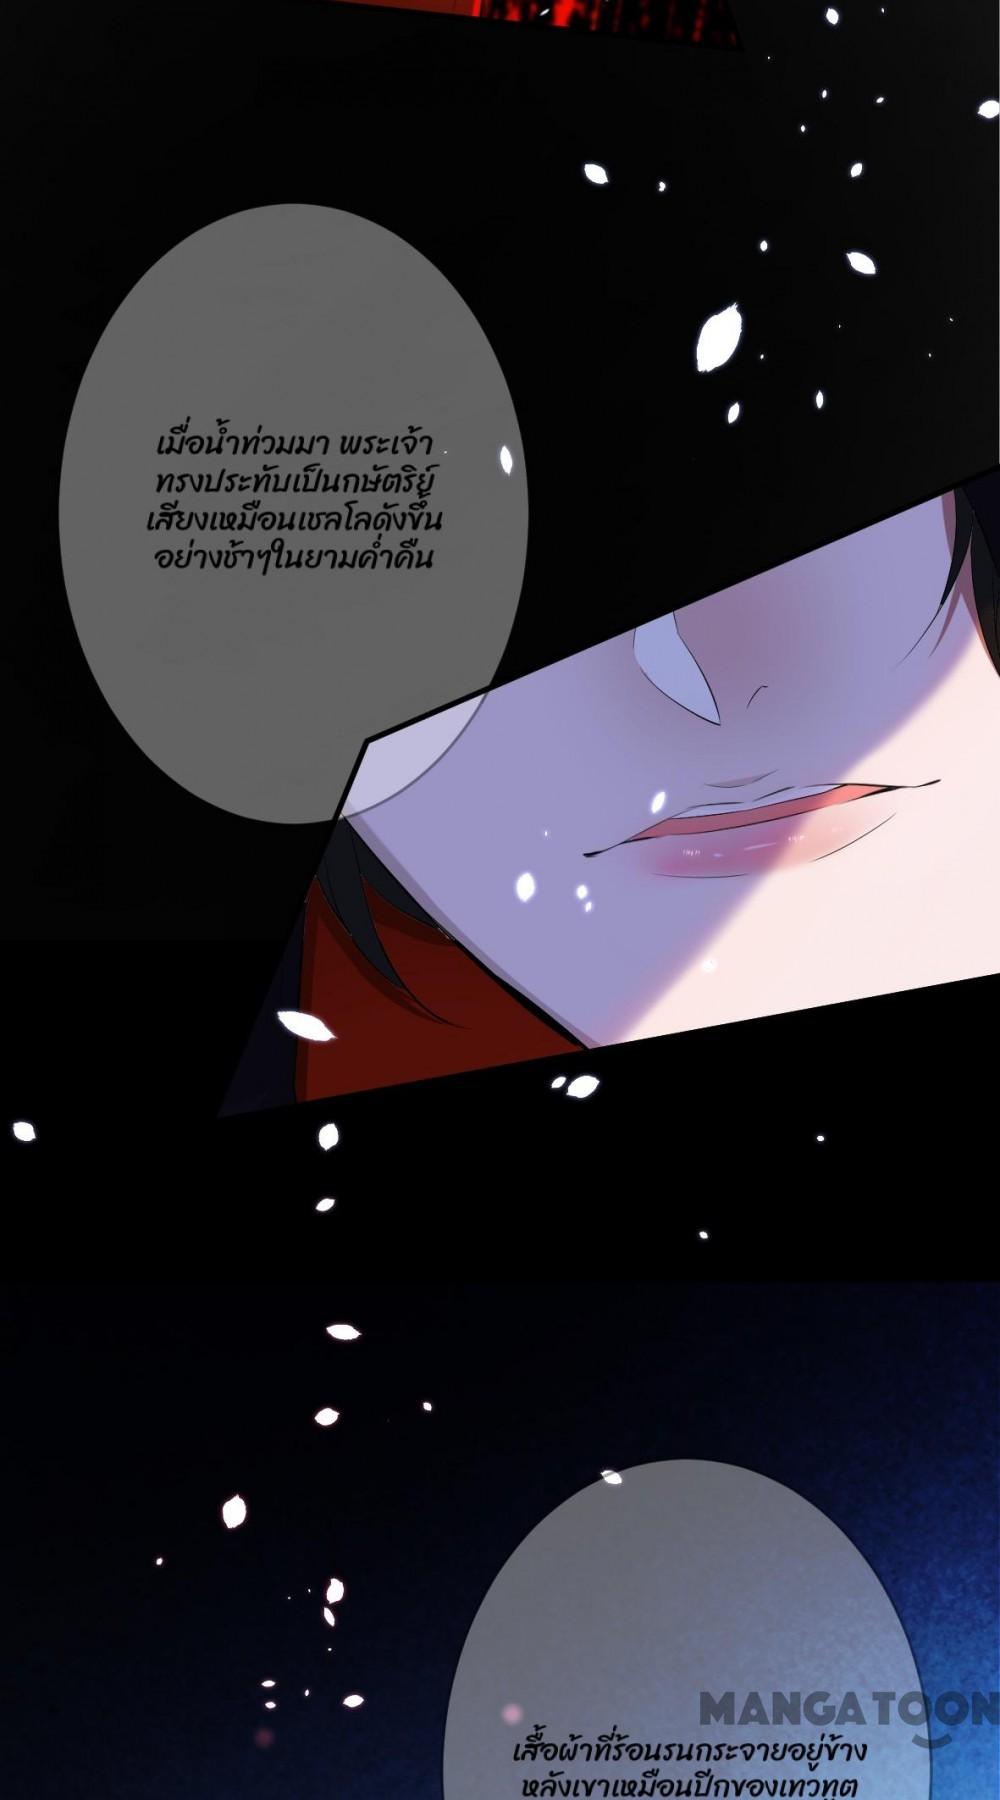 เมื่อน้ำท่วมมา พระเจ้า
ทรงประทับเป็นกษัตริย์
เสียงเหมือนเชลโลดังขึ้น
อย่างช้าๆในยามค่ำคืน
MANGATOON
เสื้อผ้าที่ร้อนรนกระจายอยู่ข้าง
หลังเขาเหมือนปีกของเทวทูต